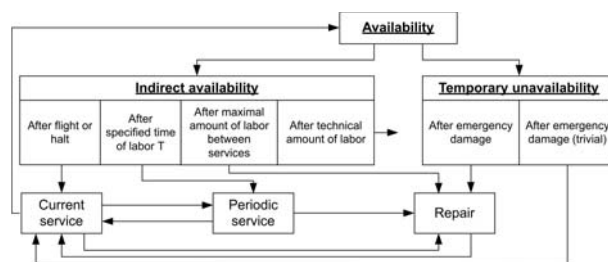 Availability
Indirect availability
Temporary unavailability
After flight or
halt
After
specified time
of labor T
After maximal
amount of labor
between
services
After technical
amount of labor
After emergency
damage
After emergency
damage (trivial)
Current
service
Periodic
service
Repair